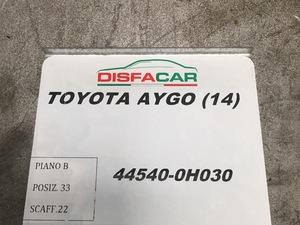 DISFACAR
TOYOTA AYGO (14)
PIANO B
POSIZ. 33
SCAFF.22
44540-0H030